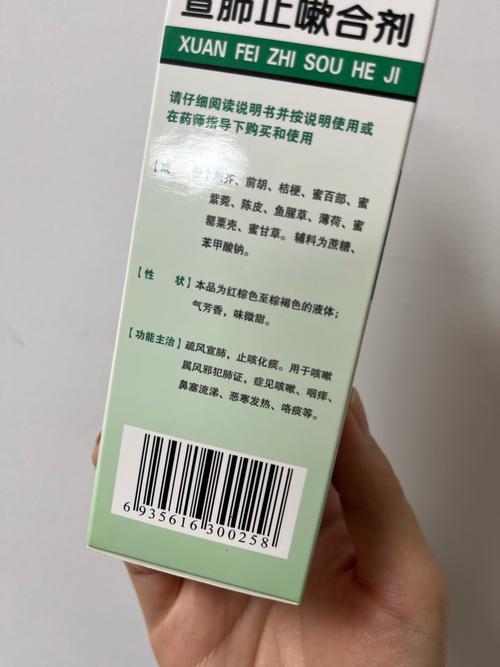 宣肺止嗽合剂
XUAN FEI ZHI SOU HE JI
请仔细阅读说明书并按说明使用或
在药师指导下购买和使用
【成 荆芥、前胡、桔梗、蜜百部、蜜
紫菀、陈皮、鱼腥草、薄荷、蜜
罂粟壳、蜜甘草。辅料为蔗糖、
苯甲酸钠。
【性 状】本品为红棕色至棕褐色的液体；
气芳香，味微甜。
【功能主治】疏风宣肺，止咳化痰。用于咳嗽
属风邪犯肺证，症见咳嗽、咽痒、
鼻塞流涕、恶寒发热、咯痰等。
6 935616 300258